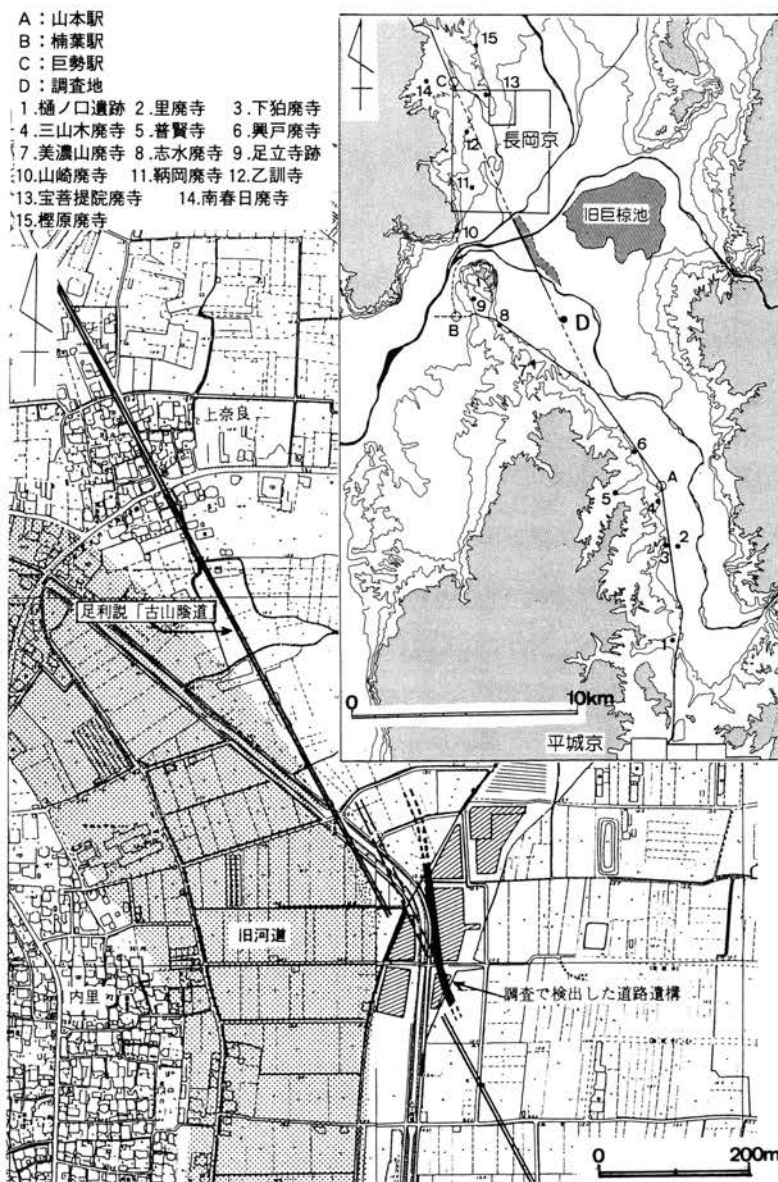 A：山本駅
B：楠葉駅
C：巨勢駅
D：調査地
1.樋ノ口遺跡 2.里廃寺 3.下狛廃寺
4.三山木廃寺 5.普賢寺 6.興戸廃寺
7.美濃山廃寺 8.志水廃寺 9.足立寺跡
10.山崎廃寺 11.鞆岡廃寺 12.乙訓寺
13.宝菩提院廃寺 14.南春日廃寺
15.樫原廃寺
15
C
14
13
長岡京
12
11
旧巨椋池
10
9
B
8
D
7
6
A
5
4
2
3
1
0
10km
平城京
上奈良
足利説「古山陰道」
旧河道
内里
調査で検出した道路遺構
0
200m